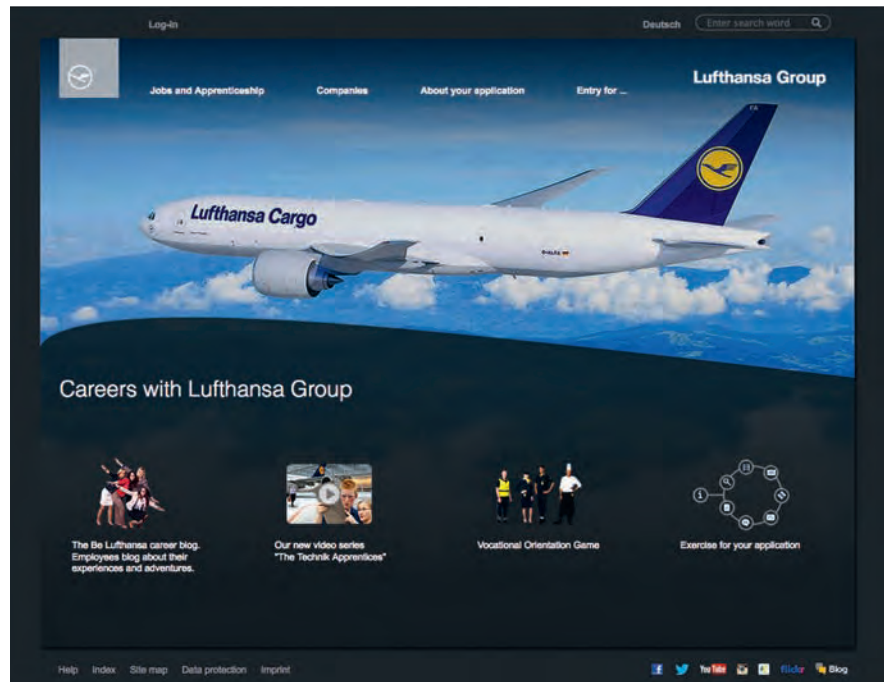 Log-in
Deutsch
Enter search word
Lufthansa Group
Jobs and Apprenticeship
Companies
About your application
Entry for ...
Lufthansa Cargo
Careers with Lufthansa Group
The Be Lufthansa career blog.
Employees blog about their
experiences and adventures.
Our new video series
"The Technik Apprentices"
Vocational Orientation Game
Exercise for your application
Help
Index
Site map
Data protection
Imprint
YouTube
flickr
Blog